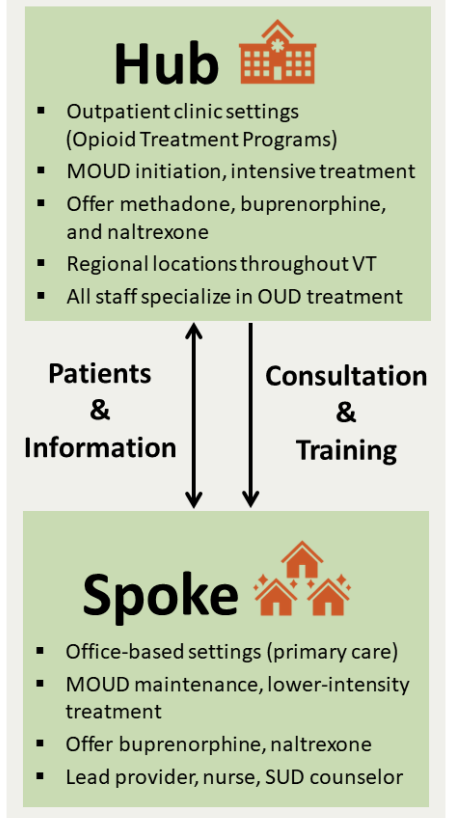 Hub
▪ Outpatient clinic settings
(Opioid Treatment Programs)
▪ MOUD initiation, intensive treatment
▪ Offer methadone, buprenorphine,
and naltrexone
▪ Regional locations throughout VT
▪ All staff specialize in OUD treatment
Patients
&
Information
Consultation
&
Training
Spoke
▪ Office-based settings (primary care)
▪ MOUD maintenance, lower-intensity
treatment
▪ Offer buprenorphine, naltrexone
▪ Lead provider, nurse, SUD counselor